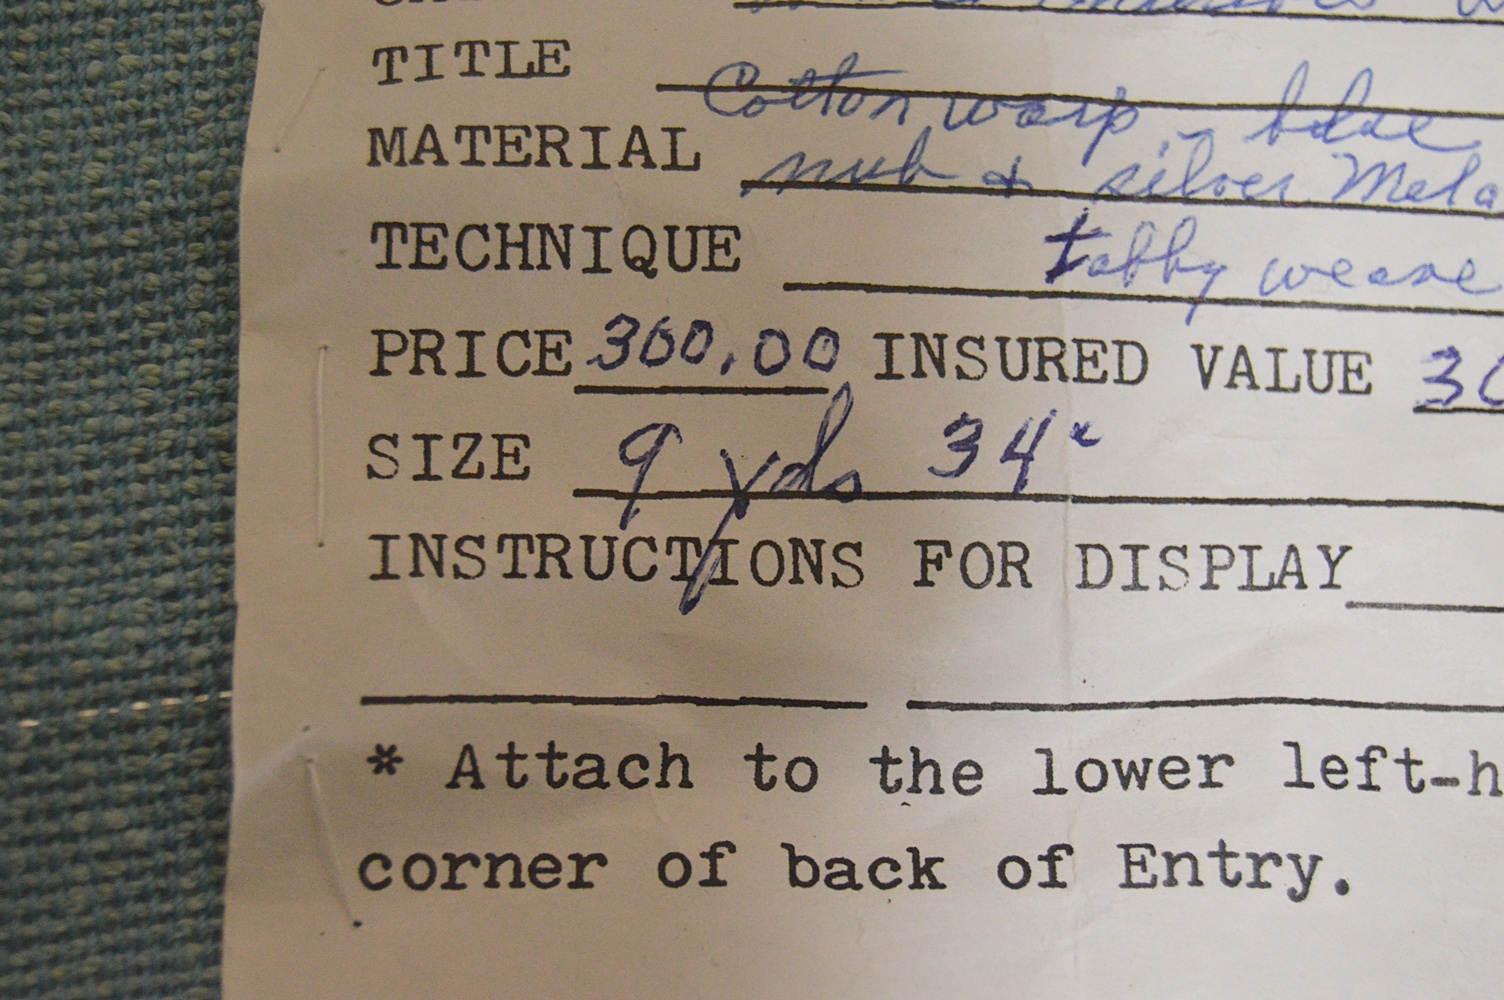 TITLE
Cotton warp - blue
MATERIAL nub & silver
TECHNIQUE tabby weave
PRICE 300.00 INSURED VALUE
SIZE 9 yds 34"
INSTRUCTIONS FOR DISPLAY
* Attach to the lower left-h
corner of back of Entry.